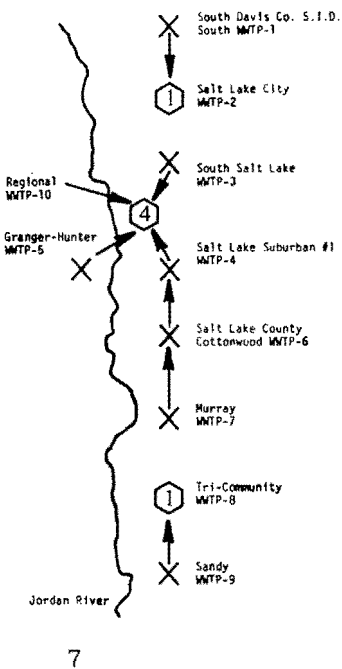 South Davis Co. S.I.D.
South WWTP-1
1
Salt Lake City
WWTP-2
South Salt Lake
WWTP-3
Regional
WWTP-10
4
Granger-Hunter
WWTP-5
Salt Lake Suburban #1
WWTP-4
Salt Lake County
Cottonwood WWTP-6
Murray
WWTP-7
1
Tri-Community
WWTP-8
Sandy
WWTP-9
Jordan River
7